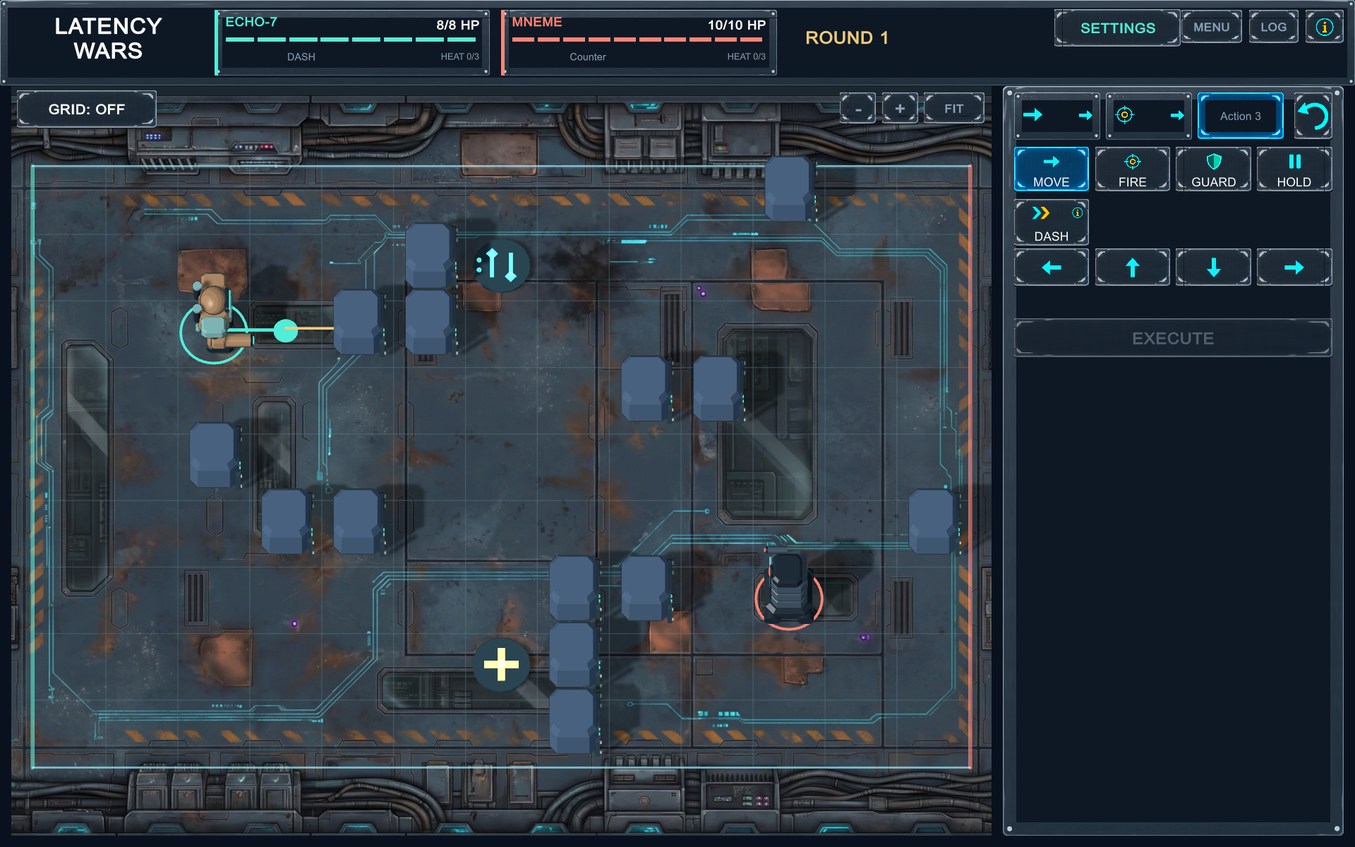 LATENCY
WARS
ECHO-7
8/8 HP
DASH
HEAT 0/3
MNEME
10/10 HP
Counter
HEAT 0/3
ROUND 1
SETTINGS
MENU
LOG
GRID: OFF
-
+
FIT
Action 3
MOVE
FIRE
GUARD
HOLD
DASH
EXECUTE